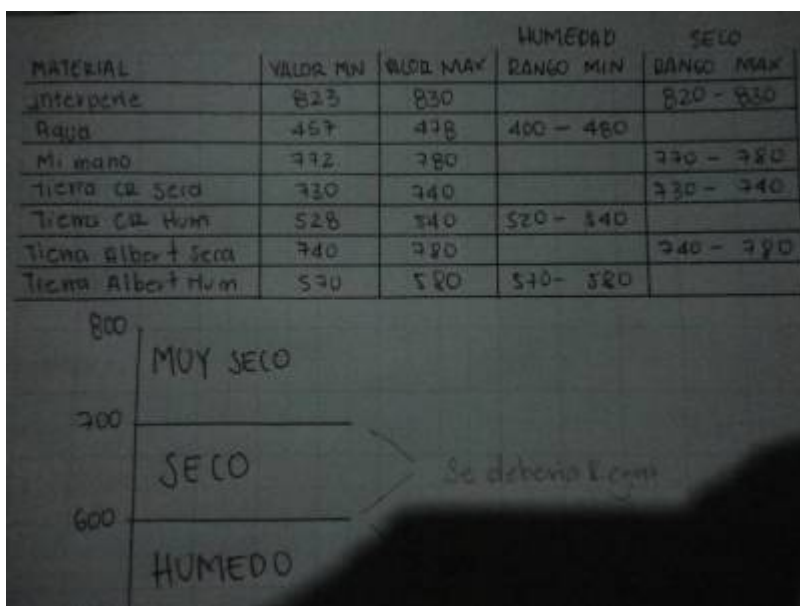 HUMEDAD SECO
MATERIAL VALOR MIN VALOR MAX RANGO MIN RANGO MAX
interperie 823 830 820 - 830
Agua 457 478 400 - 480
Mi mano 772 780 770 - 780
Tierra CR Seca 730 740 730 - 740
Tierra CR Hum 528 540 520 - 540
Tierra Albert Seca 740 780 740 - 780
Tierra Albert Hum 570 580 570 - 580
800
MUY SECO
700
SECO
Se deberia
600
HUMEDO